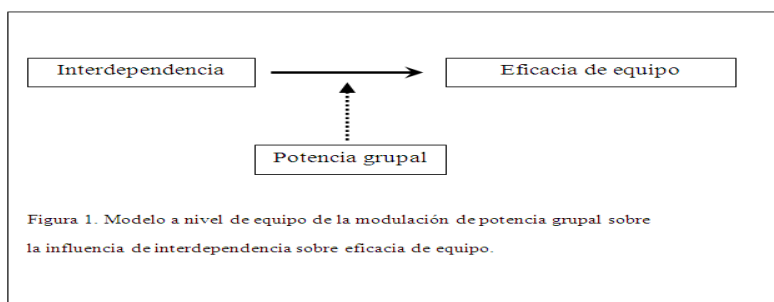 Interdependencia
Eficacia de equipo
Potencia grupal
Figura 1. Modelo a nivel de equipo de la modulación de potencia grupal sobre
la influencia de interdependencia sobre eficacia de equipo.